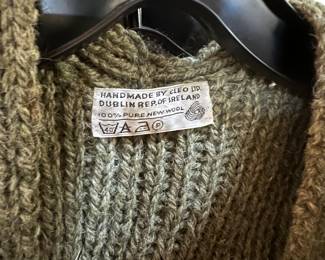 HANDMADE BY CLEO LTD.
DUBLIN REP. OF IRELAND
100% PURE NEW WOOL